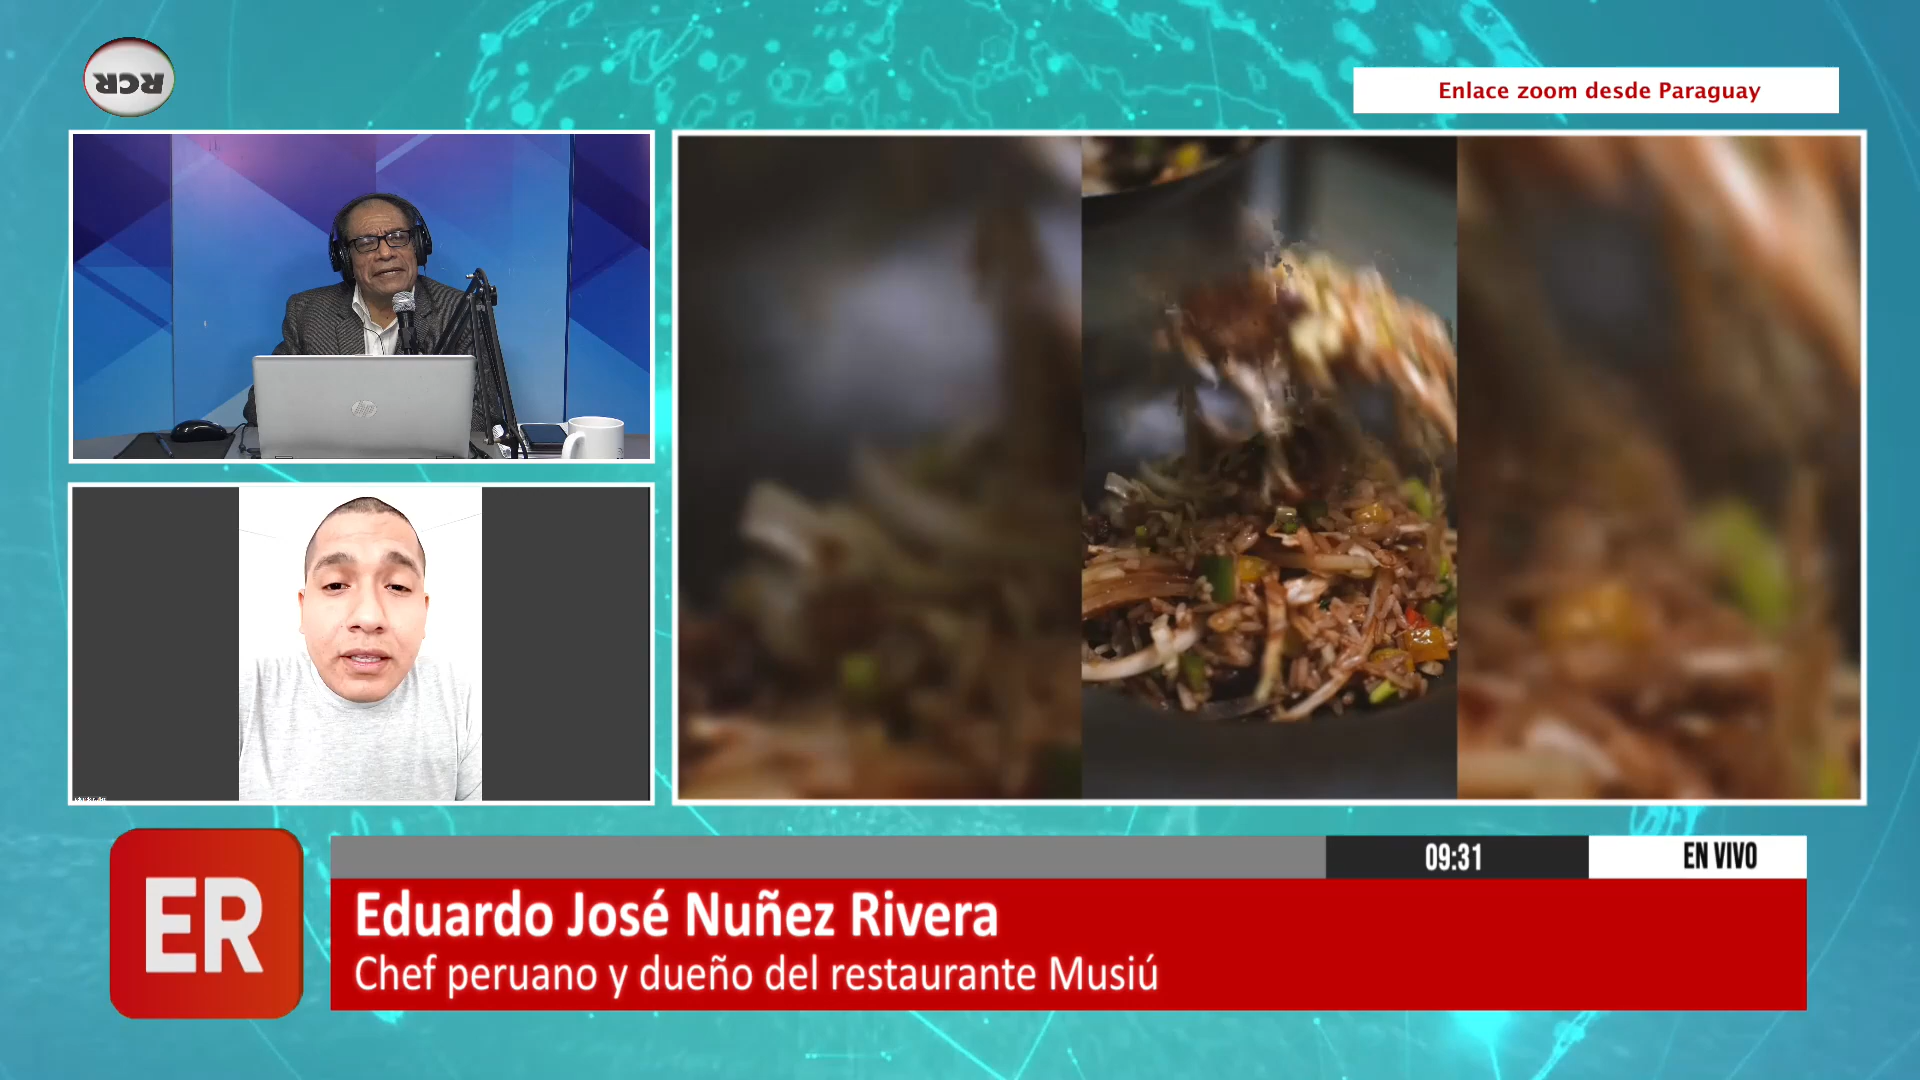 RCR
Enlace zoom desde Paraguay
hp
ER
09:31
EN VIVO
Eduardo José Nuñez Rivera
Chef peruano y dueño del restaurante Musiú